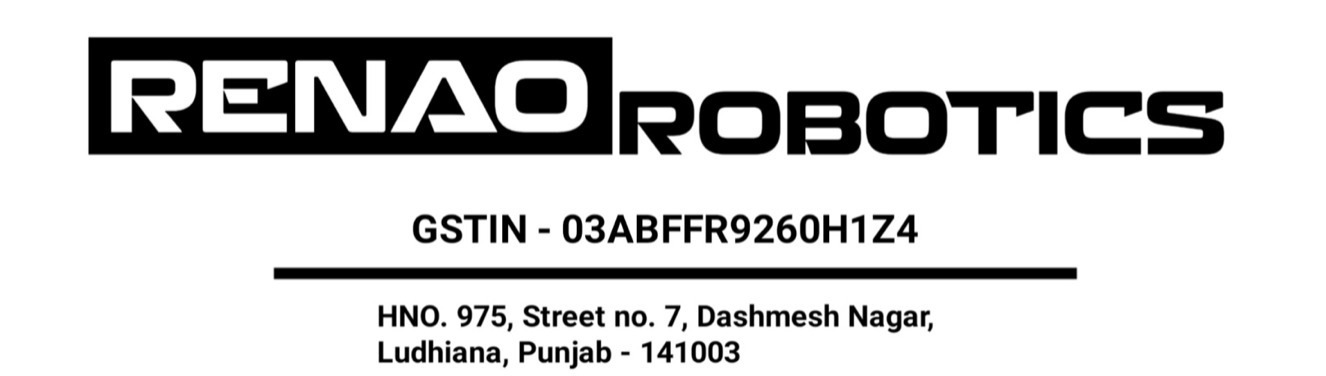 RENAO ROBOTICS
GSTIN - 03ABFFR9260H1Z4
HNO. 975, Street no. 7, Dashmesh Nagar,
Ludhiana, Punjab - 141003